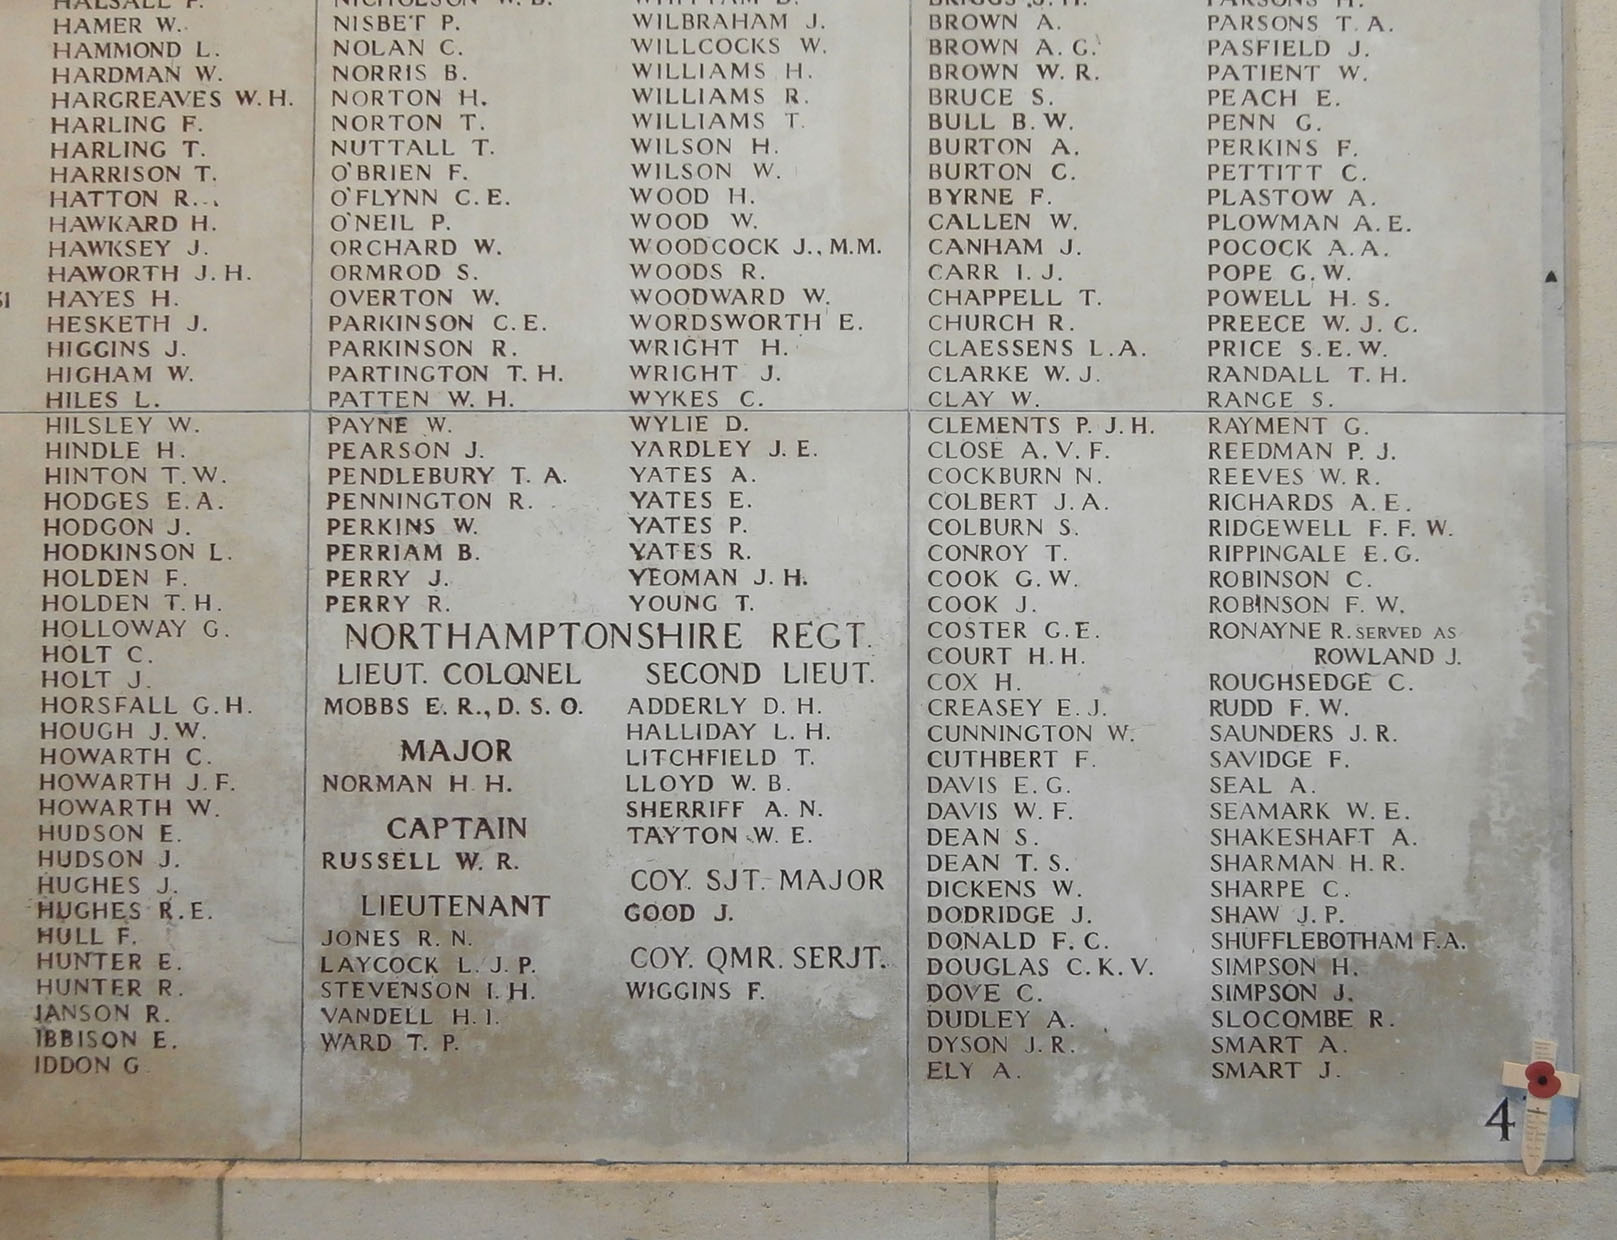 HALSALL F.
HAMER W.
HAMMOND L.
HARDMAN W.
HARGREAVES W. H.
HARLING F.
HARLING T.
HARRISON T.
HATTON R.
HAWKARD H.
HAWKSEY J.
HAWORTH J. H.
HAYES H.
HESKETH J.
HIGGINS J.
HIGHAM W.
HILES L.
HILSLEY W.
HINDLE H.
HINTON T. W.
HODGES E. A.
HODGON J.
HODKINSON L.
HOLDEN F.
HOLDEN T. H.
HOLLOWAY G.
HOLT C.
HOLT J.
HORSFALL G. H.
HOUGH J. W.
HOWARTH C.
HOWARTH J. F.
HOWARTH W.
HUDSON E.
HUDSON J.
HUGHES J.
HUGHES R. E.
HULL F.
HUNTER E.
HUNTER R.
IANSON R.
IBBISON E.
IDDON G
NICHOLSON W. B.
NISBET P.
NOLAN C.
NORRIS B.
NORTON H.
NORTON T.
NUTTALL T.
O'BRIEN F.
O'FLYNN C. E.
O'NEIL P.
ORCHARD W.
ORMROD S.
OVERTON W.
PARKINSON C. E.
PARKINSON R.
PARTINGTON T. H.
PATTEN W. H.
PAYNE W.
PEARSON J.
PENDLEBURY T. A.
PENNINGTON R.
PERKINS W.
PERRIAM B.
PERRY J.
PERRY R.
WILBRAHAM J.
WILLCOCKS W.
WILLIAMS H.
WILLIAMS R.
WILLIAMS T.
WILSON H.
WILSON W.
WOOD H.
WOOD W.
WOODCOCK J., M.M.
WOODS R.
WOODWARD W.
WORDSWORTH E.
WRIGHT H.
WRIGHT J.
WYKES C.
WYLIE D.
YARDLEY J. E.
YATES A.
YATES E.
YATES P.
YATES R.
YEOMAN J. H.
YOUNG T.
NORTHAMPTONSHIRE REGT.
LIEUT. COLONEL
MOBBS E. R., D. S. O.
MAJOR
NORMAN H. H.
CAPTAIN
RUSSELL W. R.
LIEUTENANT
JONES R. N.
LAYCOCK L. J. P.
STEVENSON I. H.
VANDELL H. I.
WARD T. P.
SECOND LIEUT.
ADDERLY D. H.
HALLIDAY L. H.
LITCHFIELD T.
LLOYD W. B.
SHERRIFF A. N.
TAYTON W. E.
COY. SJT.-MAJOR
GOOD J.
COY. QMR. SERJT.
WIGGINS F.
BRIGGS J. H.
BROWN A.
BROWN A. G.
BROWN W. R.
BRUCE S.
BULL B. W.
BURTON A.
BURTON C.
BYRNE F.
CALLEN W.
CANHAM J.
CARR I. J.
CHAPPELL T.
CHURCH R.
CLAESSENS L. A.
CLARKE W. J.
CLAY W.
CLEMENTS P. J. H.
CLOSE A. V. F.
COCKBURN N.
COLBERT J. A.
COLBURN S.
CONROY T.
COOK G. W.
COOK J.
COSTER G. E.
COURT H. H.
COX H.
CREASEY E. J.
CUNNINGTON W.
CUTHBERT F.
DAVIS E. G.
DAVIS W. F.
DEAN S.
DEAN T. S.
DICKENS W.
DODRIDGE J.
DONALD F. C.
DOUGLAS C. K. V.
DOVE C.
DUDLEY A.
DYSON J. R.
ELY A.
PARSONS H.
PARSONS T. A.
PASFIELD J.
PATIENT W.
PEACH E.
PENN G.
PERKINS F.
PETTITT C.
PLASTOW A.
PLOWMAN A. E.
POCOCK A. A.
POPE G. W.
POWELL H. S.
PREECE W. J. C.
PRICE S. E. W.
RANDALL T. H.
RANGE S.
RAYMENT G.
REEDMAN P. J.
REEVES W. R.
RICHARDS A. E.
RIDGEWELL F. F. W.
RIPPINGALE E. G.
ROBINSON C.
ROBINSON F. W.
RONAYNE R. SERVED AS
ROWLAND J.
ROUGHSEDGE C.
RUDD F. W.
SAUNDERS J. R.
SAVIDGE F.
SEAL A.
SEAMARK W. E.
SHAKESHAFT A.
SHARMAN H. R.
SHARPE C.
SHAW J. P.
SHUFFLEBOTHAM F. A.
SIMPSON H.
SIMPSON J.
SLOCOMBE R.
SMART A.
SMART J.
4